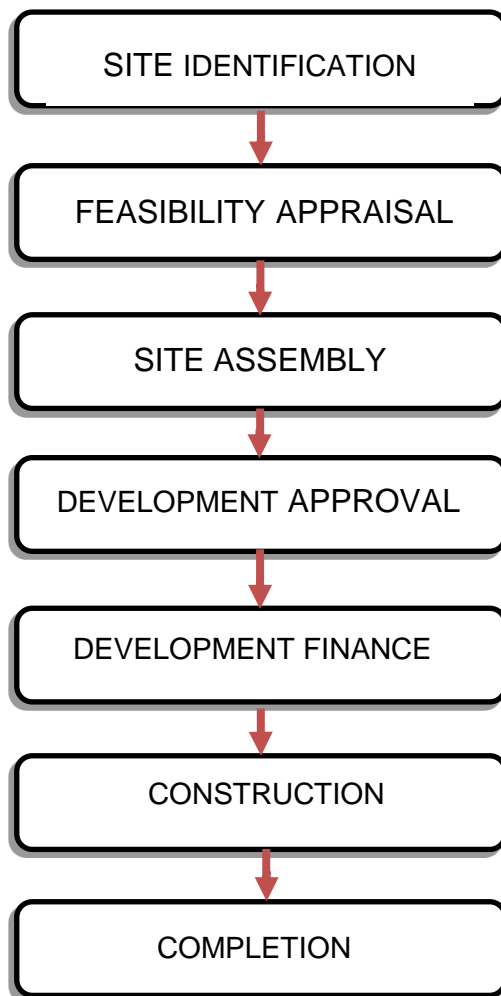 SITE IDENTIFICATION
FEASIBILITY APPRAISAL
SITE ASSEMBLY
DEVELOPMENT APPROVAL
DEVELOPMENT FINANCE
CONSTRUCTION
COMPLETION